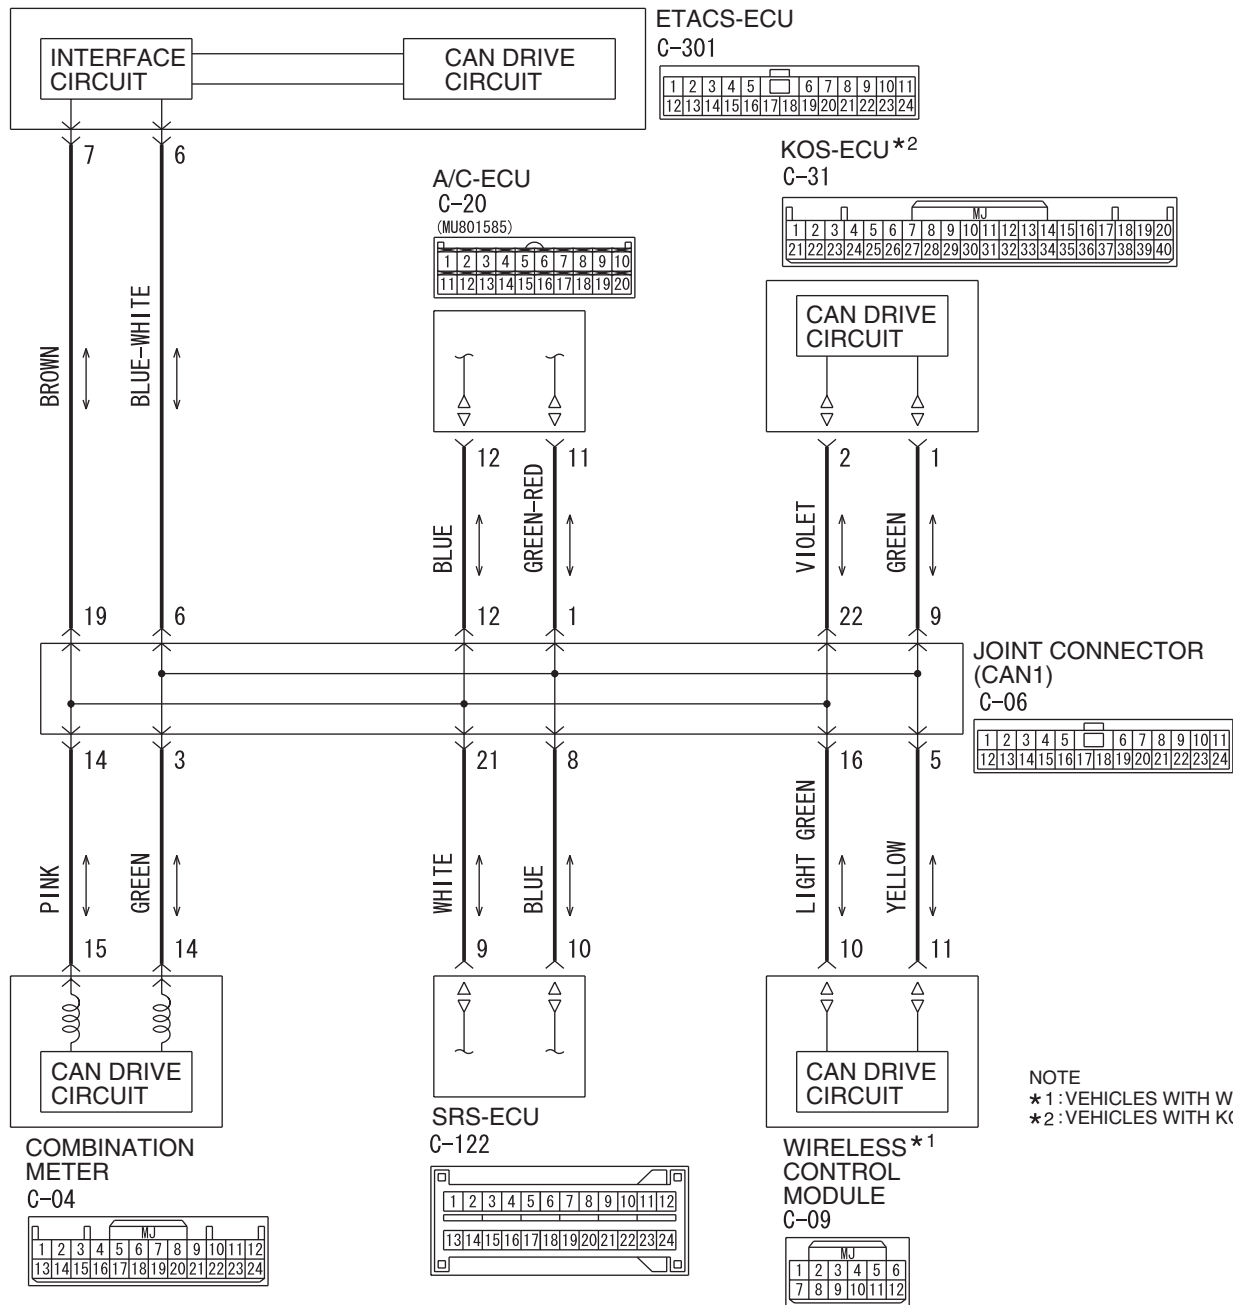 ETACS-ECU
C-301
INTERFACE
CIRCUIT
CAN DRIVE
CIRCUIT
1 2 3 4 5 6 7 8 9 10 11
12 13 14 15 16 17 18 19 20 21 22 23 24
7 6
KOS-ECU*2
C-31
MJ
1 2 3 4 5 6 7 8 9 10 11 12 13 14 15 16 17 18 19 20
21 22 23 24 25 26 27 28 29 30 31 32 33 34 35 36 37 38 39 40
A/C-ECU
C-20
(MU801585)
1 2 3 4 5 6 7 8 9 10
11 12 13 14 15 16 17 18 19 20
CAN DRIVE
CIRCUIT
BROWN
BLUE-WHITE
12 11
2 1
BLUE
GREEN-RED
VIOLET
GREEN
19 6 12 1 22 9
JOINT CONNECTOR
(CAN1)
C-06
1 2 3 4 5 6 7 8 9 10 11
12 13 14 15 16 17 18 19 20 21 22 23 24
14 3 21 8 16 5
PINK
GREEN
WHITE
BLUE
LIGHT GREEN
YELLOW
15 14 9 10 10 11
CAN DRIVE
CIRCUIT
CAN DRIVE
CIRCUIT
NOTE
*1:VEHICLES WITH W
*2:VEHICLES WITH KO
COMBINATION
METER
C-04
MJ
1 2 3 4 5 6 7 8 9 10 11 12
13 14 15 16 17 18 19 20 21 22 23 24
SRS-ECU
C-122
1 2 3 4 5 6 7 8 9 10 11 12
13 14 15 16 17 18 19 20 21 22 23 24
WIRELESS*1
CONTROL
MODULE
C-09
MJ
1 2 3 4 5 6
7 8 9 10 11 12